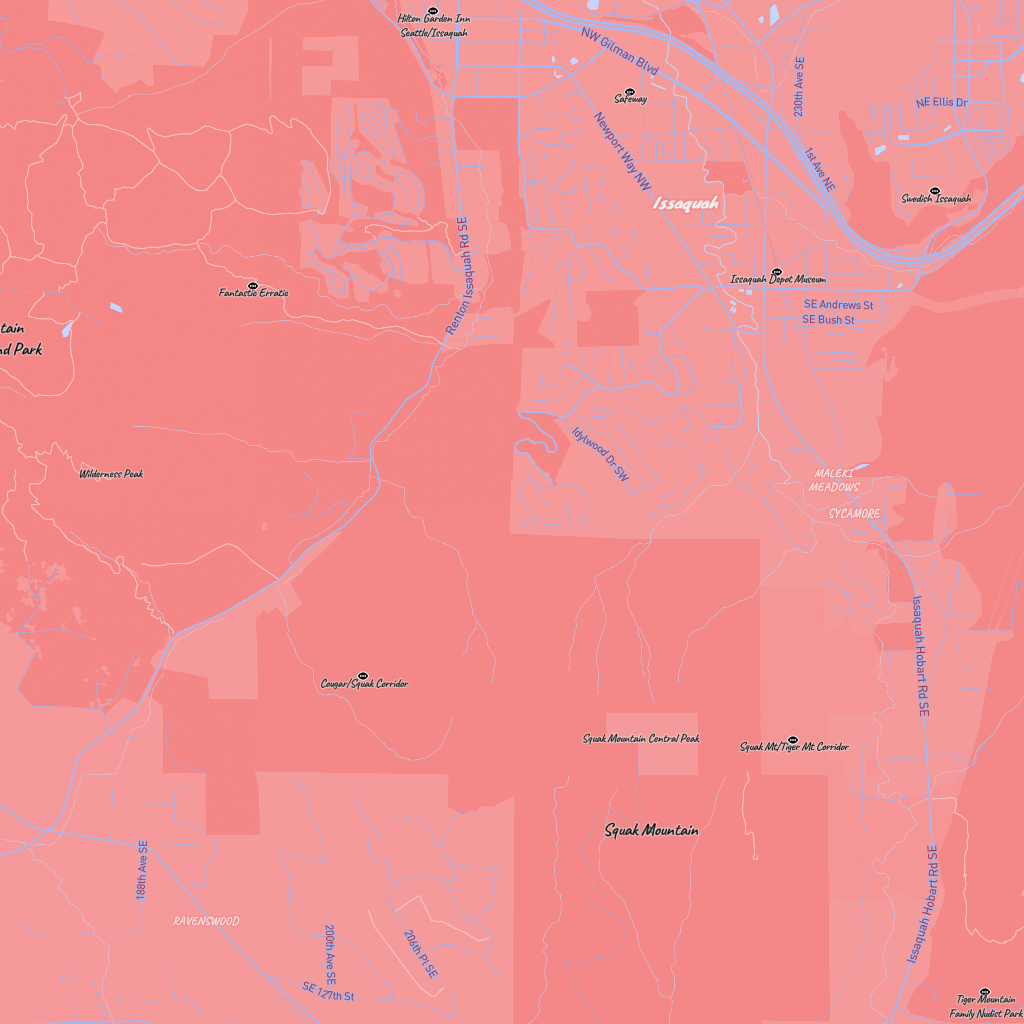 Hilton Garden Inn
Seattle/Issaquah
NW Gilman Blvd
Safeway
230th Ave SE
NE Ellis Dr
Newport Way NW
1st Ave NE
Issaquah
Swedish Issaquah
Renton Issaquah Rd SE
Fantastic Erratic
Issaquah Depot Museum
SE Andrews St
SE Bush St
tain
nd Park
Idylwood Dr SW
Wilderness Peak
MALEKI
MEADOWS
SYCAMORE
Issaquah Hobart Rd SE
Cougar/Squak Corridor
Squak Mountain Central Peak
Squak Mt/Tiger Mt Corridor
Squak Mountain
188th Ave SE
Issaquah Hobart Rd SE
RAVENSWOOD
200th Ave SE
206th Pl SE
SE 127th St
Tiger Mountain
Family Nudist Park